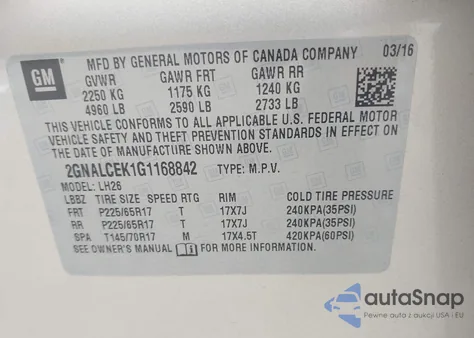 GM
MFD BY GENERAL MOTORS OF CANADA COMPANY 03/16
GVWR GAWR FRT GAWR RR
2250 KG 1175 KG 1240 KG
4960 LB 2590 LB 2733 LB
THIS VEHICLE CONFORMS TO ALL APPLICABLE U.S. FEDERAL MOTOR
VEHICLE SAFETY AND THEFT PREVENTION STANDARDS IN EFFECT ON
THE DATE OF MANUFACTURE SHOWN ABOVE.
2GNALCEK1G1168842 TYPE: M.P.V.
MODEL: LH26
LBBZ TIRE SIZE SPEED RTG RIM COLD TIRE PRESSURE
FRT P225/65R17 T 17X7J 240KPA(35PSI)
RR P225/65R17 T 17X7J 240KPA(35PSI)
SPA T145/70R17 M 17X4.5T 420KPA(60PSI)
SEE OWNER'S MANUAL FOR MORE INFORMATION.
autoSnap
Pewne auta z USA i EU